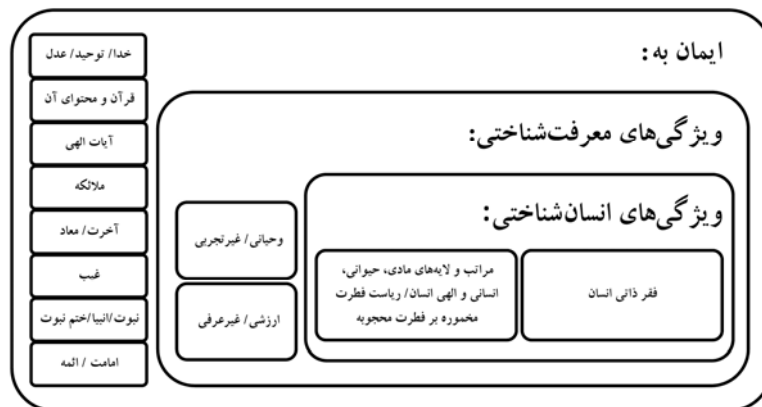 ایمان به:
خدا/ توحید/ عدل
قرآن و محتوای آن
آیات الهی
ملائکه
آخرت/ معاد
غیب
نبوت/انبیا/ختم نبوت
امامت / ائمه
ویژگی‌های معرفت‌شناختی:
وحیانی/ غیرتجربی
ارزشی/ غیرعرفی
ویژگی‌های انسان‌شناختی:
فقر ذاتی انسان
مراتب و لایه‌های مادی، حیوانی،
انسانی و الهی انسان/ ریاست فطرت
مخموره بر فطرت محجوبه